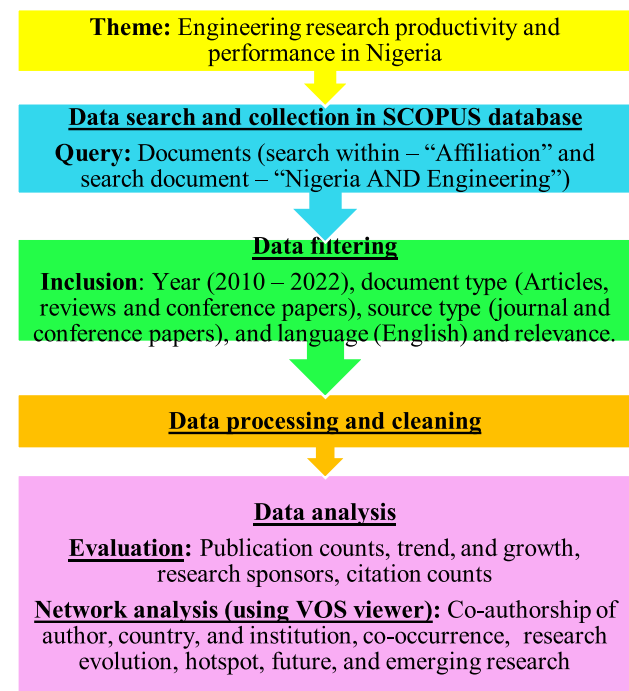 Theme: Engineering research productivity and
performance in Nigeria
Data search and collection in SCOPUS database
Query: Documents (search within – “Affiliation” and
search document – “Nigeria AND Engineering”)
Data filtering
Inclusion: Year (2010 – 2022), document type (Articles,
reviews and conference papers), source type (journal and
conference papers), and language (English) and relevance.
Data processing and cleaning
Data analysis
Evaluation: Publication counts, trend, and growth,
research sponsors, citation counts
Network analysis (using VOS viewer): Co-authorship of
author, country, and institution, co-occurrence, research
evolution, hotspot, future, and emerging research